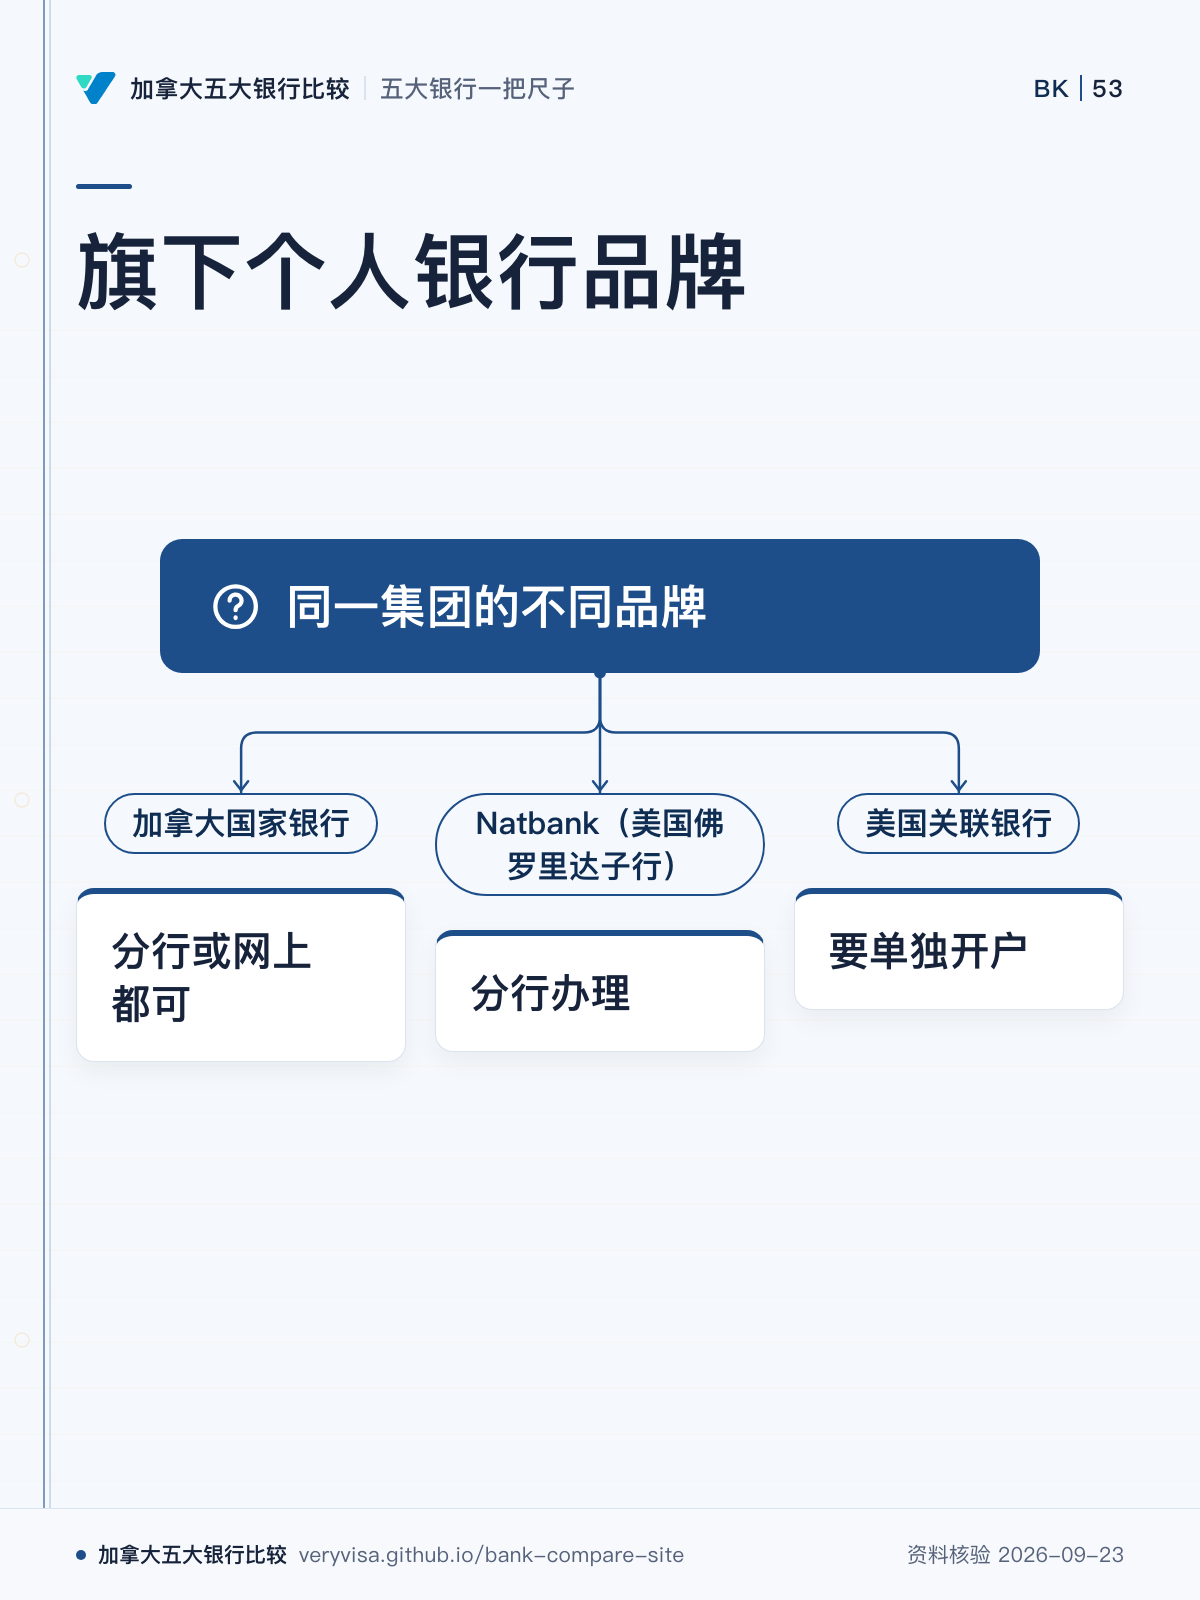 加拿大五大银行比较 五大银行一把尺子 BK 53
旗下个人银行品牌
同一集团的不同品牌
加拿大国家银行
分行或网上
都可
Natbank（美国佛
罗里达子行）
分行办理
美国关联银行
要单独开户
加拿大五大银行比较 veryvisa.github.io/bank-compare-site 资料核验 2026-09-23